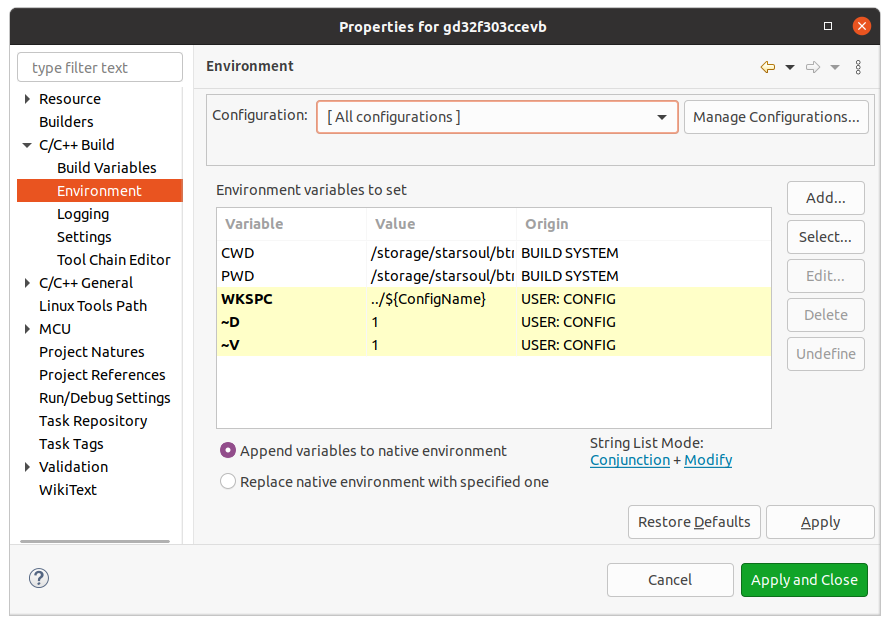 Properties for gd32f303ccevb
type filter text
Environment
Resource
Builders
C/C++ Build
Build Variables
Environment
Logging
Settings
Tool Chain Editor
C/C++ General
Linux Tools Path
MCU
Project Natures
Project References
Run/Debug Settings
Task Repository
Task Tags
Validation
WikiText
Configuration: [ All configurations ] Manage Configurations...
Environment variables to set
Variable Value Origin
CWD /storage/starsoul/btr BUILD SYSTEM
PWD /storage/starsoul/btr BUILD SYSTEM
WKSPC ../${ConfigName} USER: CONFIG
~D 1 USER: CONFIG
~V 1 USER: CONFIG
Add...
Select...
Edit...
Delete
Undefine
Append variables to native environment
Replace native environment with specified one
String List Mode:
Conjunction + Modify
Restore Defaults Apply
? Cancel Apply and Close